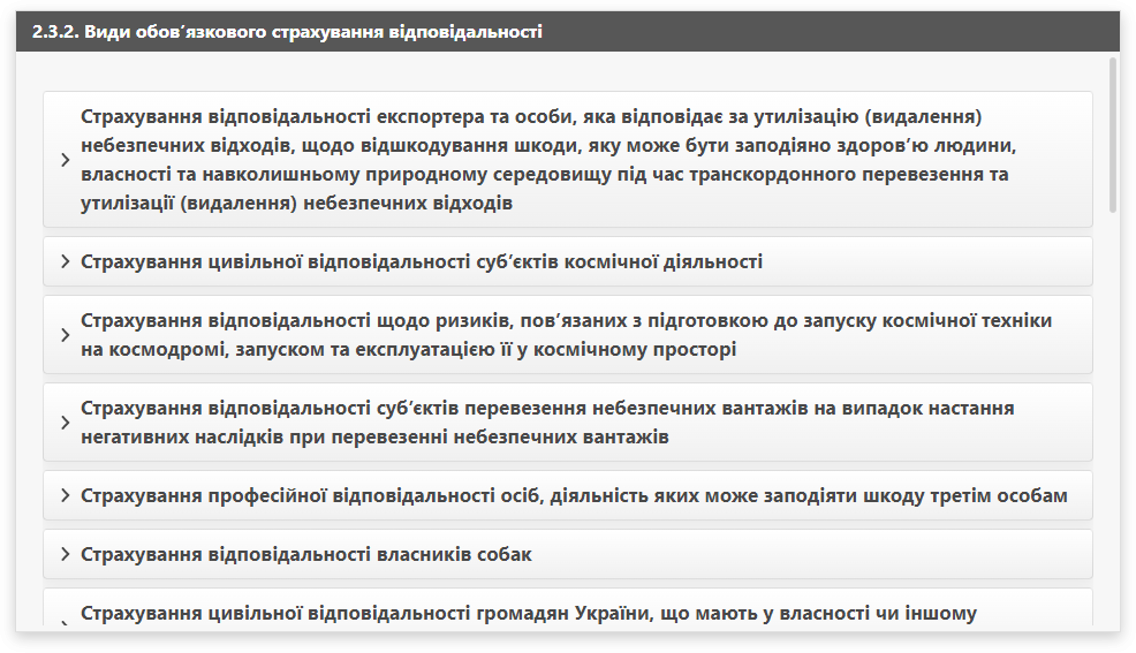 2.3.2. Види обов’язкового страхування відповідальності
Страхування відповідальності експортера та особи, яка відповідає за утилізацію (видалення)
небезпечних відходів, щодо відшкодування шкоди, яку може бути заподіяно здоров’ю людини,
власності та навколишньому природному середовищу під час транскордонного перевезення та
утилізації (видалення) небезпечних відходів
Страхування цивільної відповідальності суб’єктів космічної діяльності
Страхування відповідальності щодо ризиків, пов’язаних з підготовкою до запуску космічної техніки
на космодромі, запуском та експлуатацією її у космічному просторі
Страхування відповідальності суб’єктів перевезення небезпечних вантажів на випадок настання
негативних наслідків при перевезенні небезпечних вантажів
Страхування професійної відповідальності осіб, діяльність яких може заподіяти шкоду третім особам
Страхування відповідальності власників собак
Страхування цивільної відповідальності громадян України, що мають у власності чи іншому